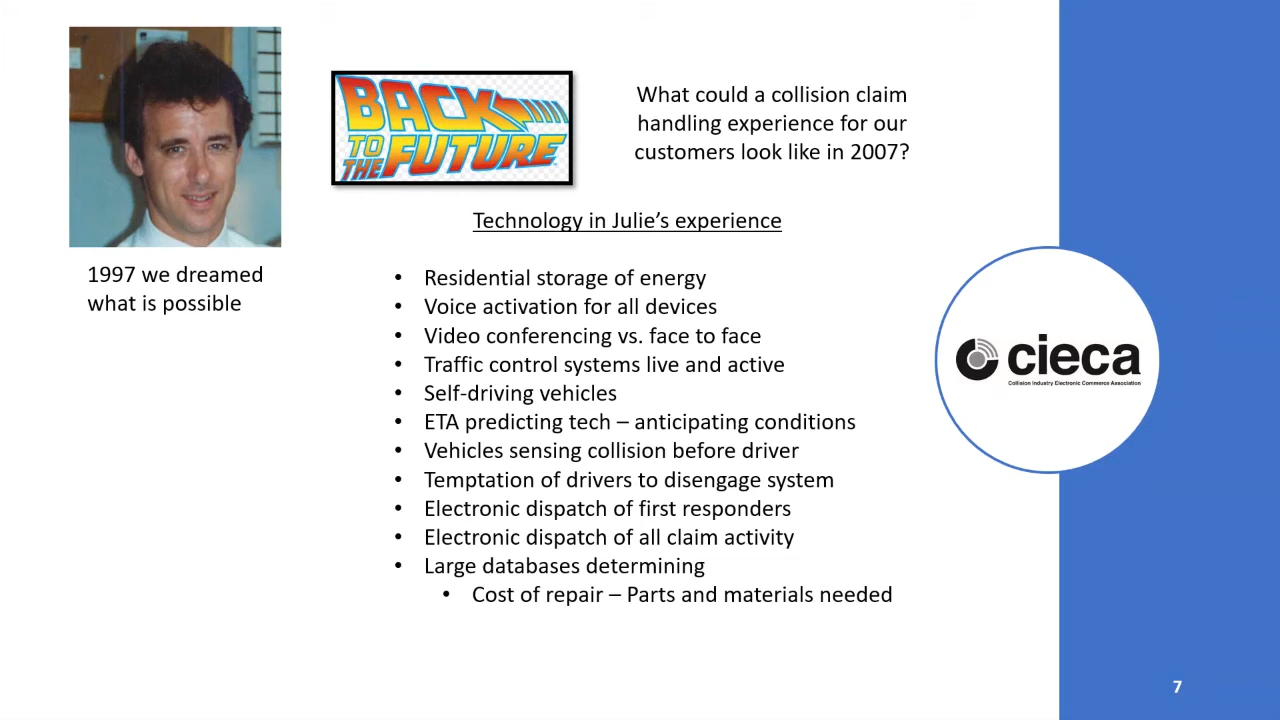 BACK
TO
THE FUTURE
What could a collision claim
handling experience for our
customers look like in 2007?
Technology in Julie’s experience
1997 we dreamed
what is possible
• Residential storage of energy
• Voice activation for all devices
• Video conferencing vs. face to face
• Traffic control systems live and active
• Self-driving vehicles
• ETA predicting tech – anticipating conditions
• Vehicles sensing collision before driver
• Temptation of drivers to disengage system
• Electronic dispatch of first responders
• Electronic dispatch of all claim activity
• Large databases determining
• Cost of repair – Parts and materials needed
cieca
Collision Industry Electronic Commerce Association
7